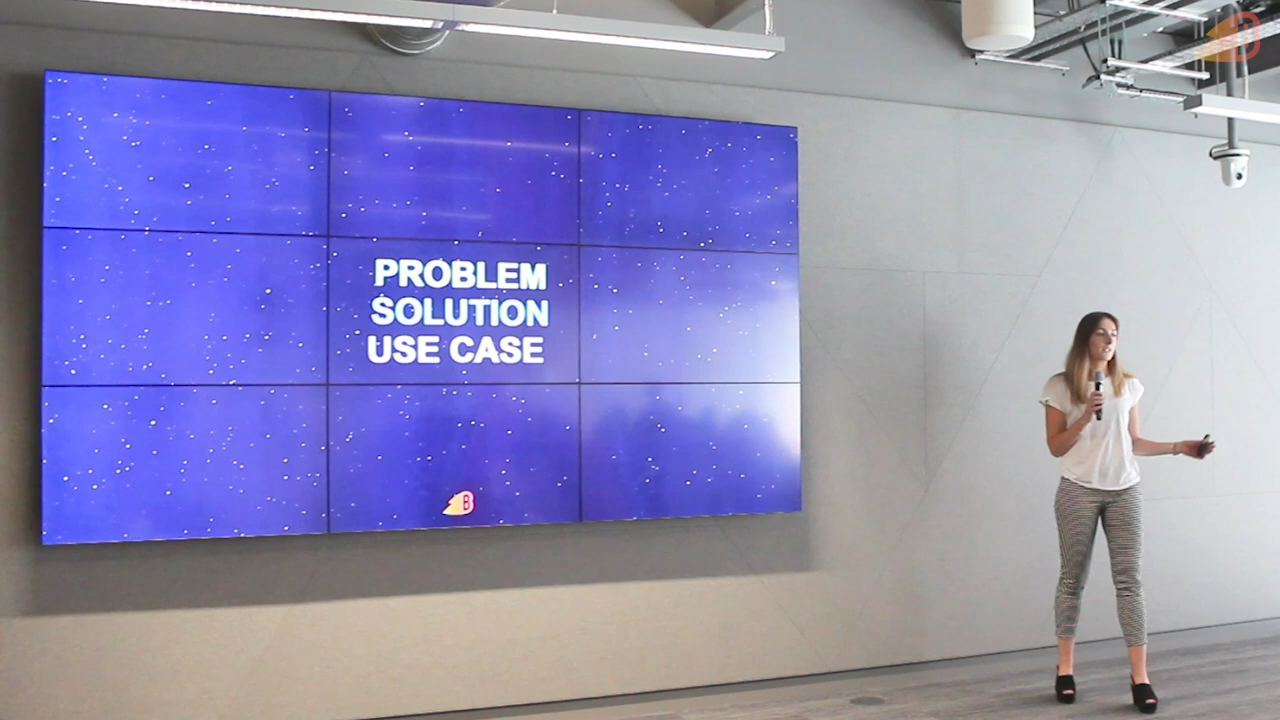 PROBLEM
SOLUTION
USE CASE
B
B